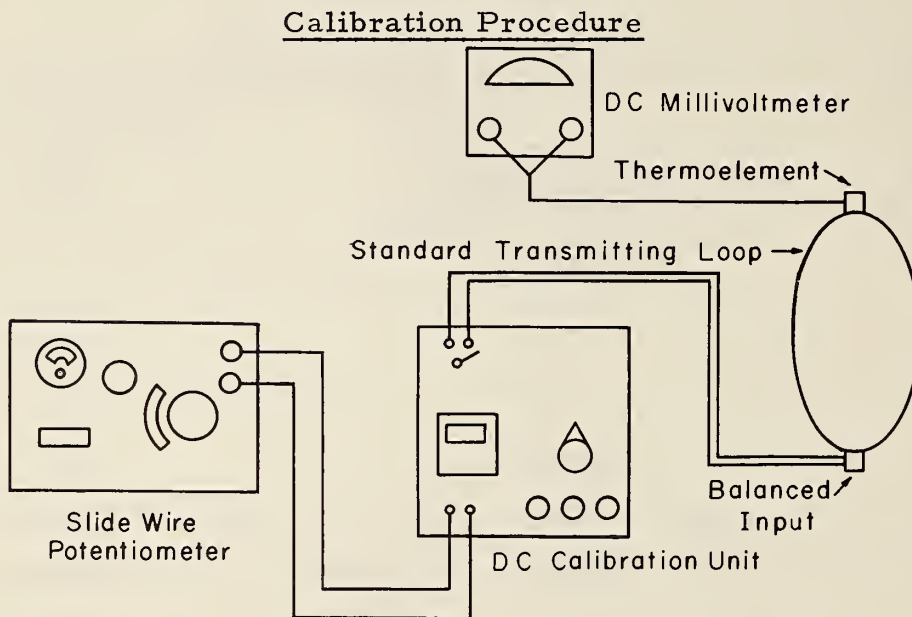 Calibration Procedure
DC Millivoltmeter
Thermoelement
Standard Transmitting Loop
Balanced
Input
Slide Wire
Potentiometer
DC Calibration Unit